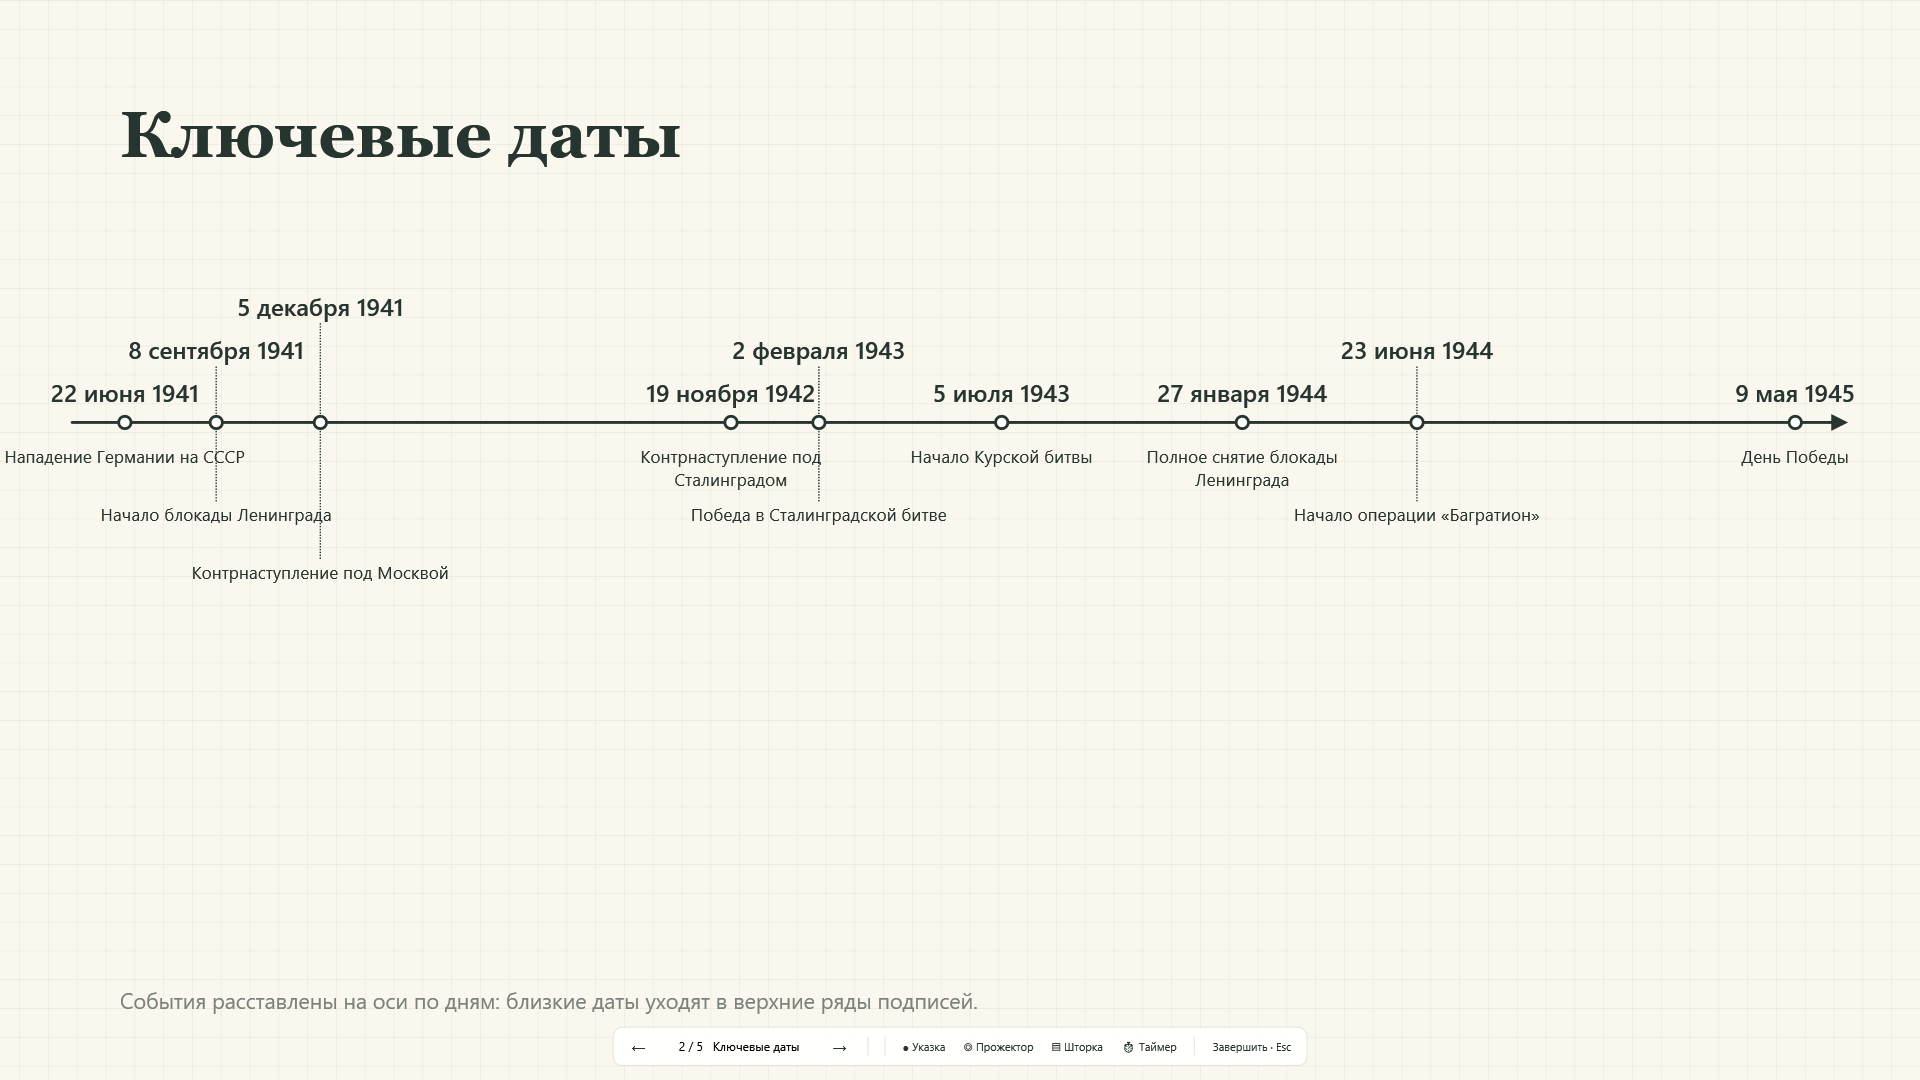 Ключевые даты
5 декабря 1941
8 сентября 1941
2 февраля 1943
23 июня 1944
22 июня 1941
19 ноября 1942
5 июля 1943
27 января 1944
9 мая 1945
Нападение Германии на СССР
Контрнаступление под
Сталинградом
Начало Курской битвы
Полное снятие блокады
Ленинграда
День Победы
Начало блокады Ленинграда
Победа в Сталинградской битве
Начало операции «Багратион»
Контрнаступление под Москвой
События расставлены на оси по дням: близкие даты уходят в верхние ряды подписей.
← 2 / 5 Ключевые даты → Указка Прожектор Шторка Таймер Завершить · Esc